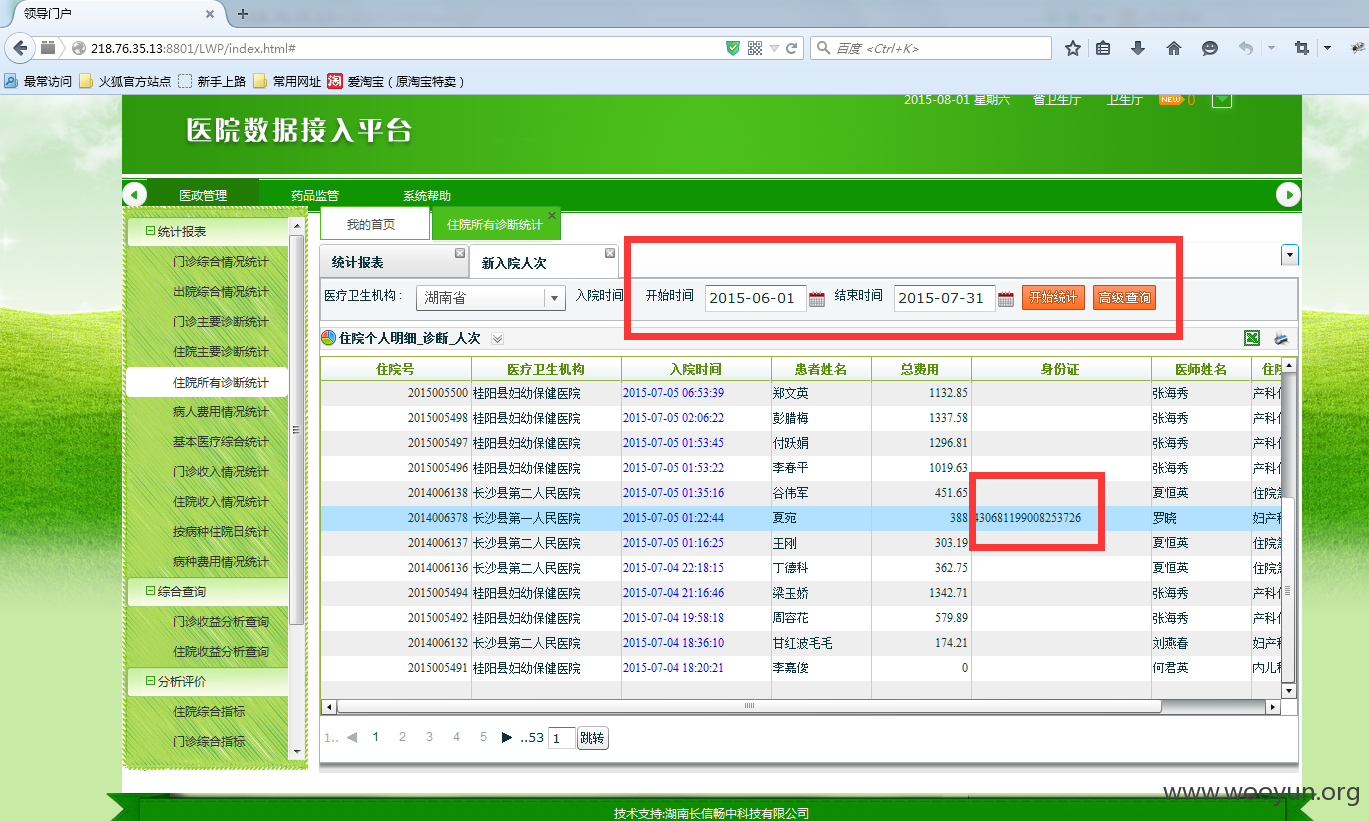 领导门户
218.76.35.13:8801/LWP/index.html#
百度 <Ctrl+K>
最常访问 火狐官方站点 新手上路 常用网址 淘 爱淘宝（原淘宝特卖）
2015-08-01 星期六 省卫生厅 卫生厅 NEW 0
医院数据接入平台
医政管理 药品监管 系统帮助
我的首页 住院所有诊断统计
统计报表 新入院人次
医疗卫生机构： 湖南省 入院时间 开始时间 2015-06-01 结束时间 2015-07-31 开始统计 高级查询
住院个人明细_诊断_人次
统计报表
门诊综合情况统计
出院综合情况统计
门诊主要诊断统计
住院主要诊断统计
住院所有诊断统计
病人费用情况统计
基本医疗综合统计
门诊收入情况统计
住院收入情况统计
按病种住院日统计
病种费用情况统计
综合查询
门诊收益分析查询
住院收益分析查询
分析评价
住院综合指标
门诊综合指标
住院号 医疗卫生机构 入院时间 患者姓名 总费用 身份证 医师姓名
2015005500 桂阳县妇幼保健医院 2015-07-05 06:53:39 郑文英 1132.85 张海秀 产科
2015005498 桂阳县妇幼保健医院 2015-07-05 02:06:22 彭腊梅 1337.58 张海秀 产科
2015005497 桂阳县妇幼保健医院 2015-07-05 01:53:45 付跃娟 1296.81 张海秀 产科
2015005496 桂阳县妇幼保健医院 2015-07-05 01:53:22 李春平 1019.63 张海秀 产科
2014006138 长沙县第二人民医院 2015-07-05 01:35:16 谷伟军 451.65 夏恒英 住院
2014006378 长沙县第一人民医院 2015-07-05 01:22:44 夏宛 388 430681199008253726 罗晓 妇产
2014006137 长沙县第二人民医院 2015-07-05 01:16:25 王刚 303.19 夏恒英 住院
2014006136 长沙县第二人民医院 2015-07-04 22:18:15 丁德科 362.75 夏恒英 住院
2015005494 桂阳县妇幼保健医院 2015-07-04 21:16:46 梁玉娇 1342.71 张海秀 产科
2015005492 桂阳县妇幼保健医院 2015-07-04 19:58:18 周容花 579.89 张海秀 产科
2014006132 长沙县第二人民医院 2015-07-04 18:36:10 甘红波毛毛 174.21 刘燕春 妇产
2015005491 桂阳县妇幼保健医院 2015-07-04 18:20:21 李嘉俊 0 何君英 内儿
1.. 1 2 3 4 5 ..53 1 跳转
www.wooyun.org
技术支持:湖南长信畅中科技有限公司